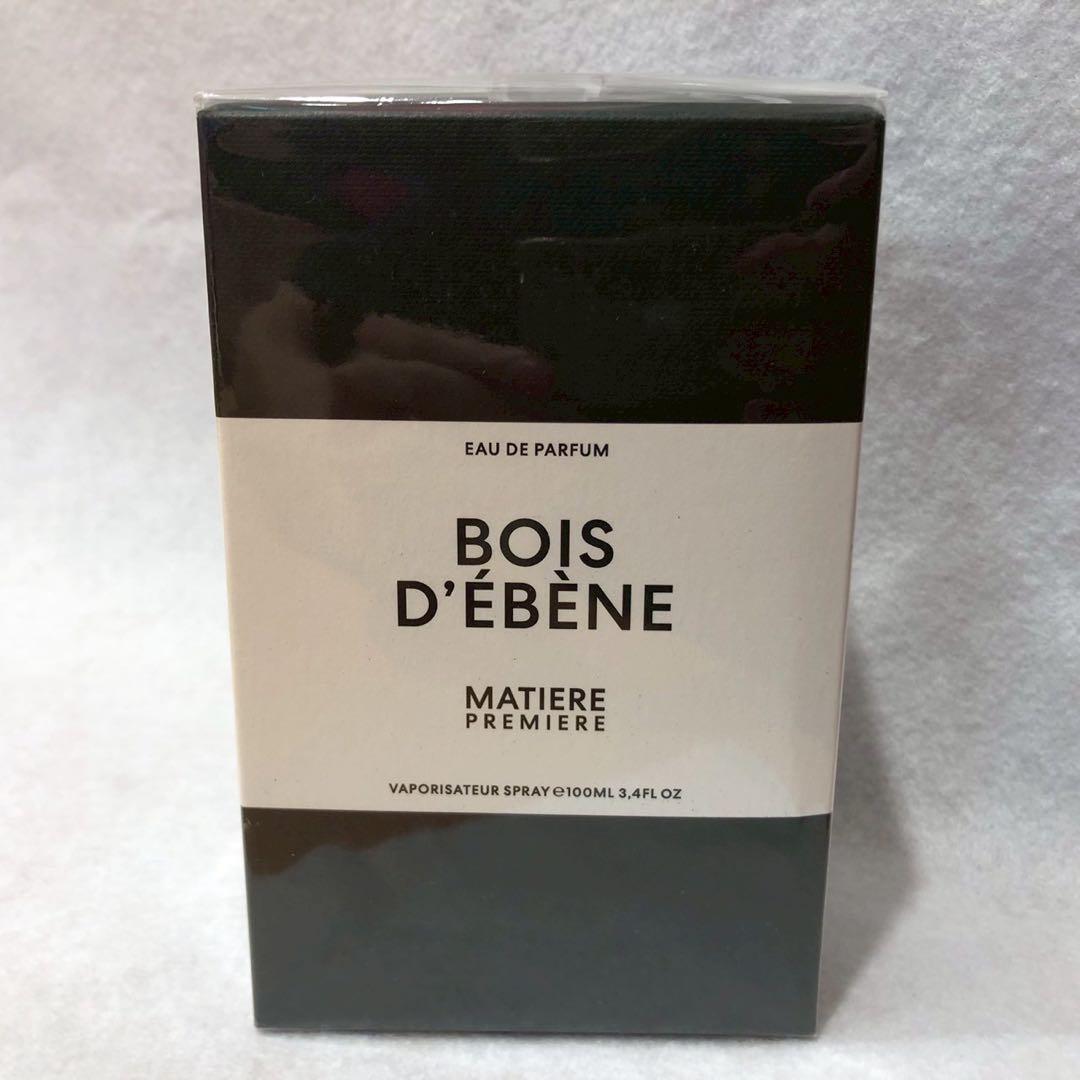 EAU DE PARFUM
BOIS
D'ÉBÈNE
MATIERE
PREMIERE
VAPORISATEUR SPRAY ℮100ML 3,4FL OZ